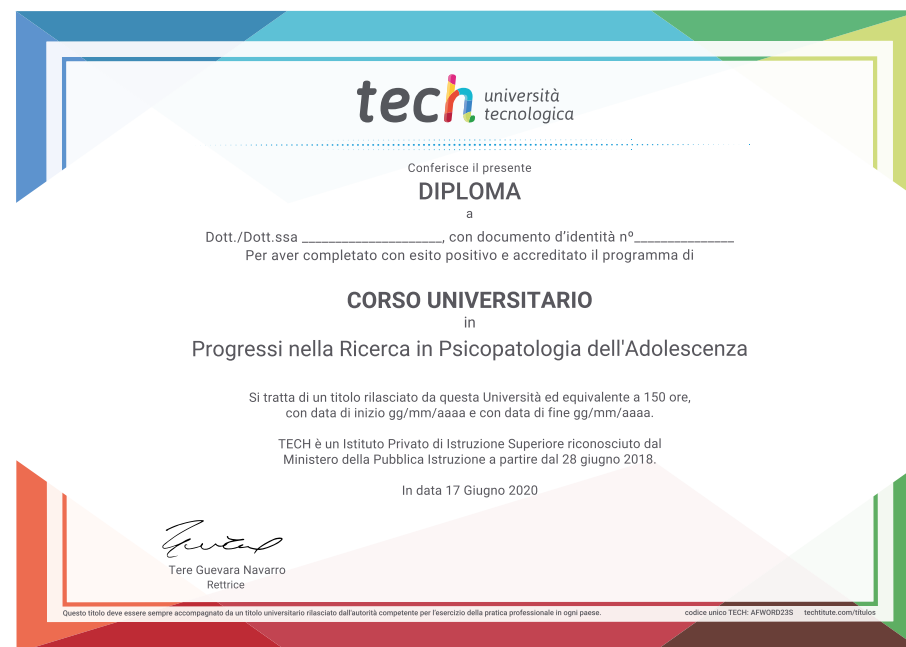 tech università
tecnologica
Conferisce il presente
DIPLOMA
a
Dott./Dott.ssa _____________________, con documento d'identità nº_______________
Per aver completato con esito positivo e accreditato il programma di
CORSO UNIVERSITARIO
in
Progressi nella Ricerca in Psicopatologia dell'Adolescenza
Si tratta di un titolo rilasciato da questa Università ed equivalente a 150 ore,
con data di inizio gg/mm/aaaa e con data di fine gg/mm/aaaa.
TECH è un Istituto Privato di Istruzione Superiore riconosciuto dal
Ministero della Pubblica Istruzione a partire dal 28 giugno 2018.
In data 17 Giugno 2020
Tere Guevara Navarro
Rettrice
Questo titolo deve essere sempre accompagnato da un titolo universitario rilasciato dall'autorità competente per l'esercizio della pratica professionale in ogni paese.
codice unico TECH: AFWORD23S techtitute.com/titulos